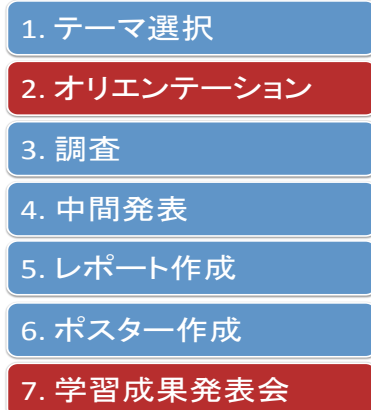 1. テーマ選択
2. オリエンテーション
3. 調査
4. 中間発表
5. レポート作成
6. ポスター作成
7. 学習成果発表会